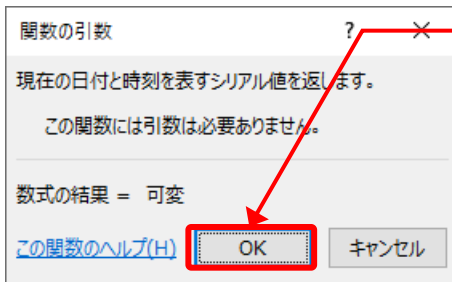 関数の引数 ?
現在の日付と時刻を表すシリアル値を返します。
この関数には引数は必要ありません。
数式の結果 = 可変
この関数のヘルプ(H) OK キャンセル